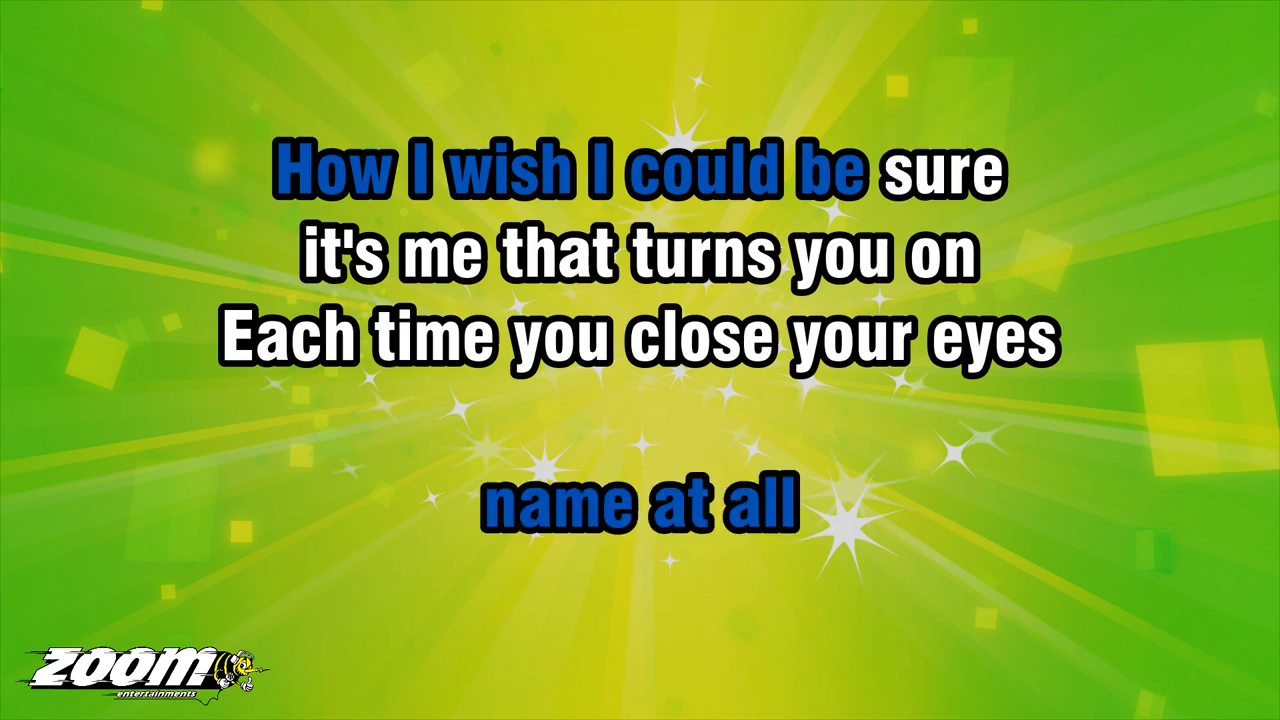 How I wish I could be sure
it's me that turns you on
Each time you close your eyes
name at all
zoom
entertainments